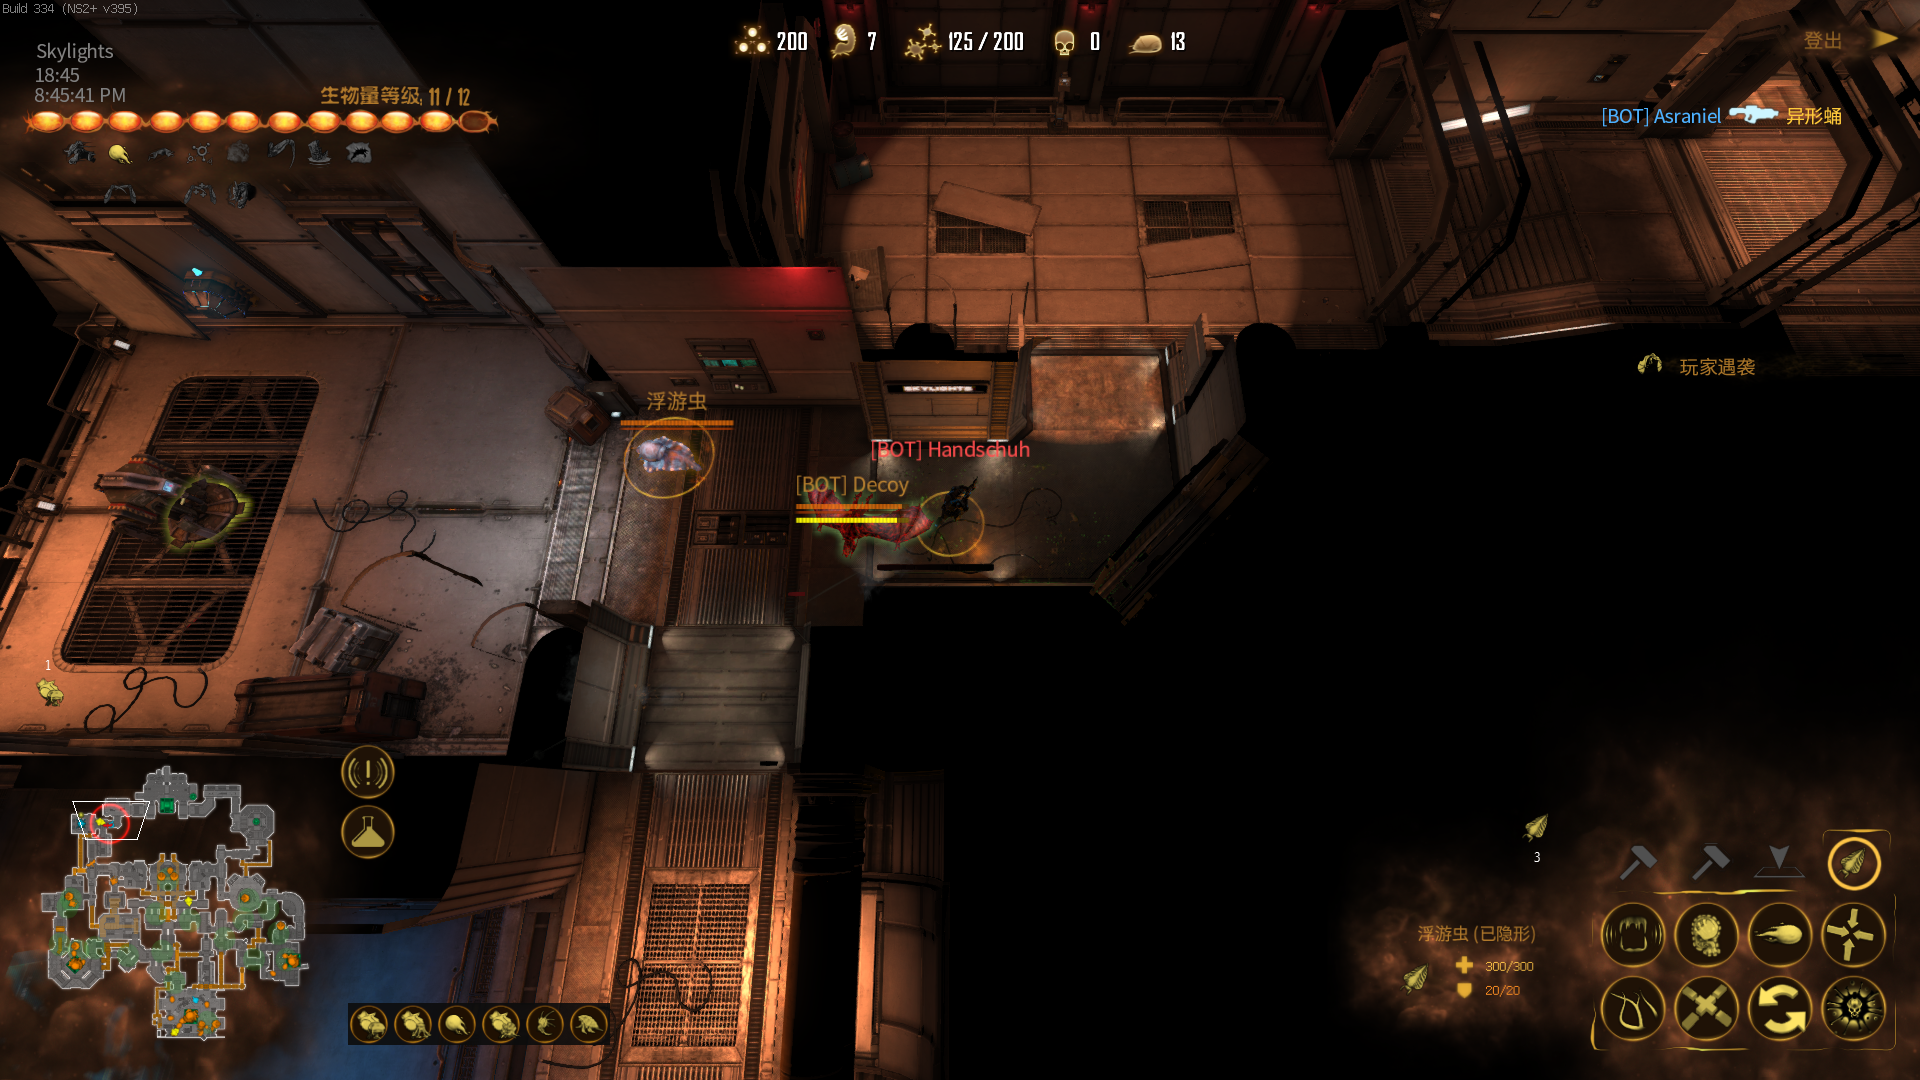 Build 334 (NS2+ v395)
Skylights
18:45
8:45:41 PM
生物量等级: 11 / 12
200
7
125 / 200
0
13
登出
[BOT] Asraniel
异形蛹
玩家遇袭
浮游虫
SKYLIGHTS
[BOT] Handschuh
[BOT] Decoy
1
3
浮游虫 (已隐形)
300/300
20/20